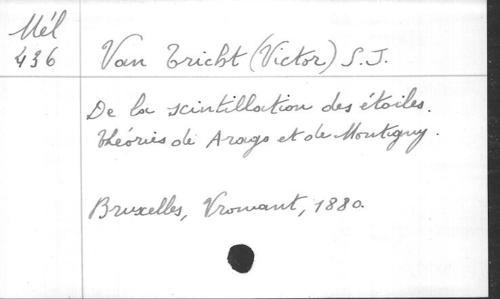 Mél
436
Van Tricht (Victor) S.J.
De la scintillation des étoiles.
théories de Arago et de Montigny.
Bruxelles, Vromant, 1880.